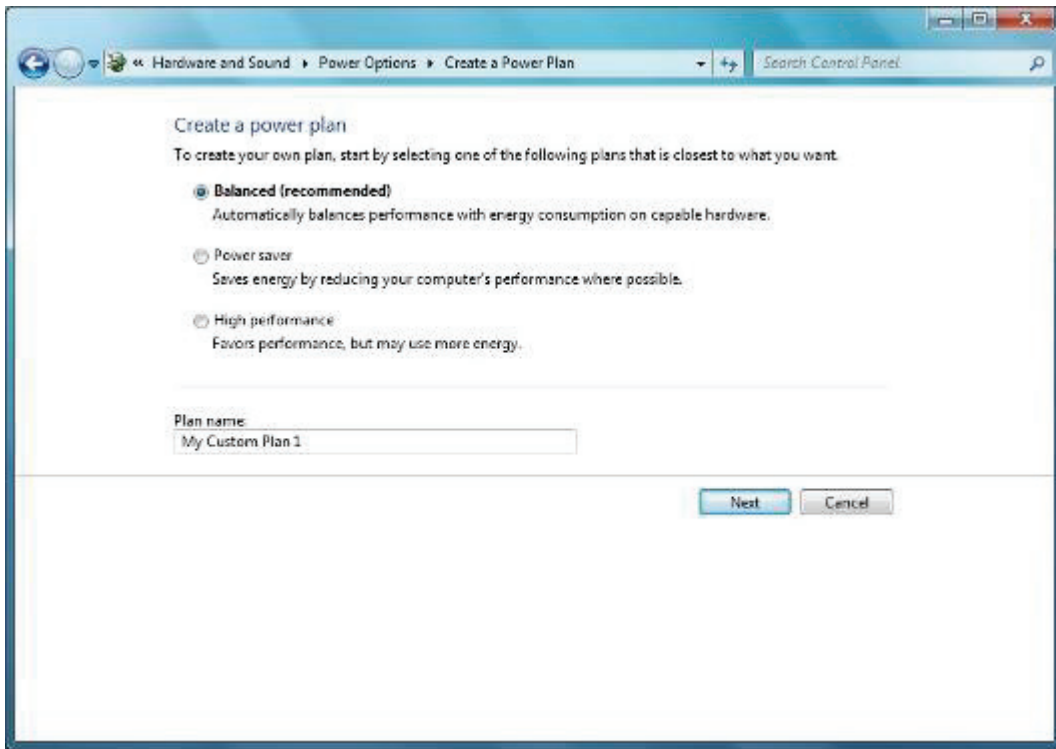 « Hardware and Sound ▸ Power Options ▸ Create a Power Plan
Search Control Panel
Create a power plan
To create your own plan, start by selecting one of the following plans that is closest to what you want.
Balanced (recommended)
Automatically balances performance with energy consumption on capable hardware.
Power saver
Saves energy by reducing your computer's performance where possible.
High performance
Favors performance, but may use more energy.
Plan name:
My Custom Plan 1
Next Cancel